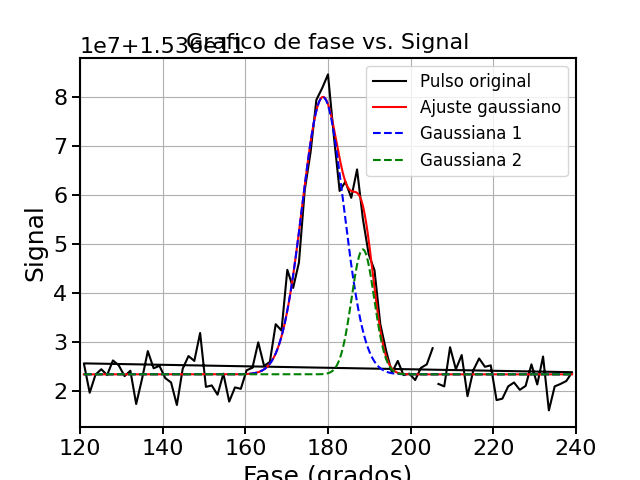 1e7+1.536e11
Grafico de fase vs. Signal
Pulso original
Ajuste gaussiano
Gaussiana 1
Gaussiana 2
8
7
6
5
4
3
2
Signal
120 140 160 180 200 220 240
Fase (grados)